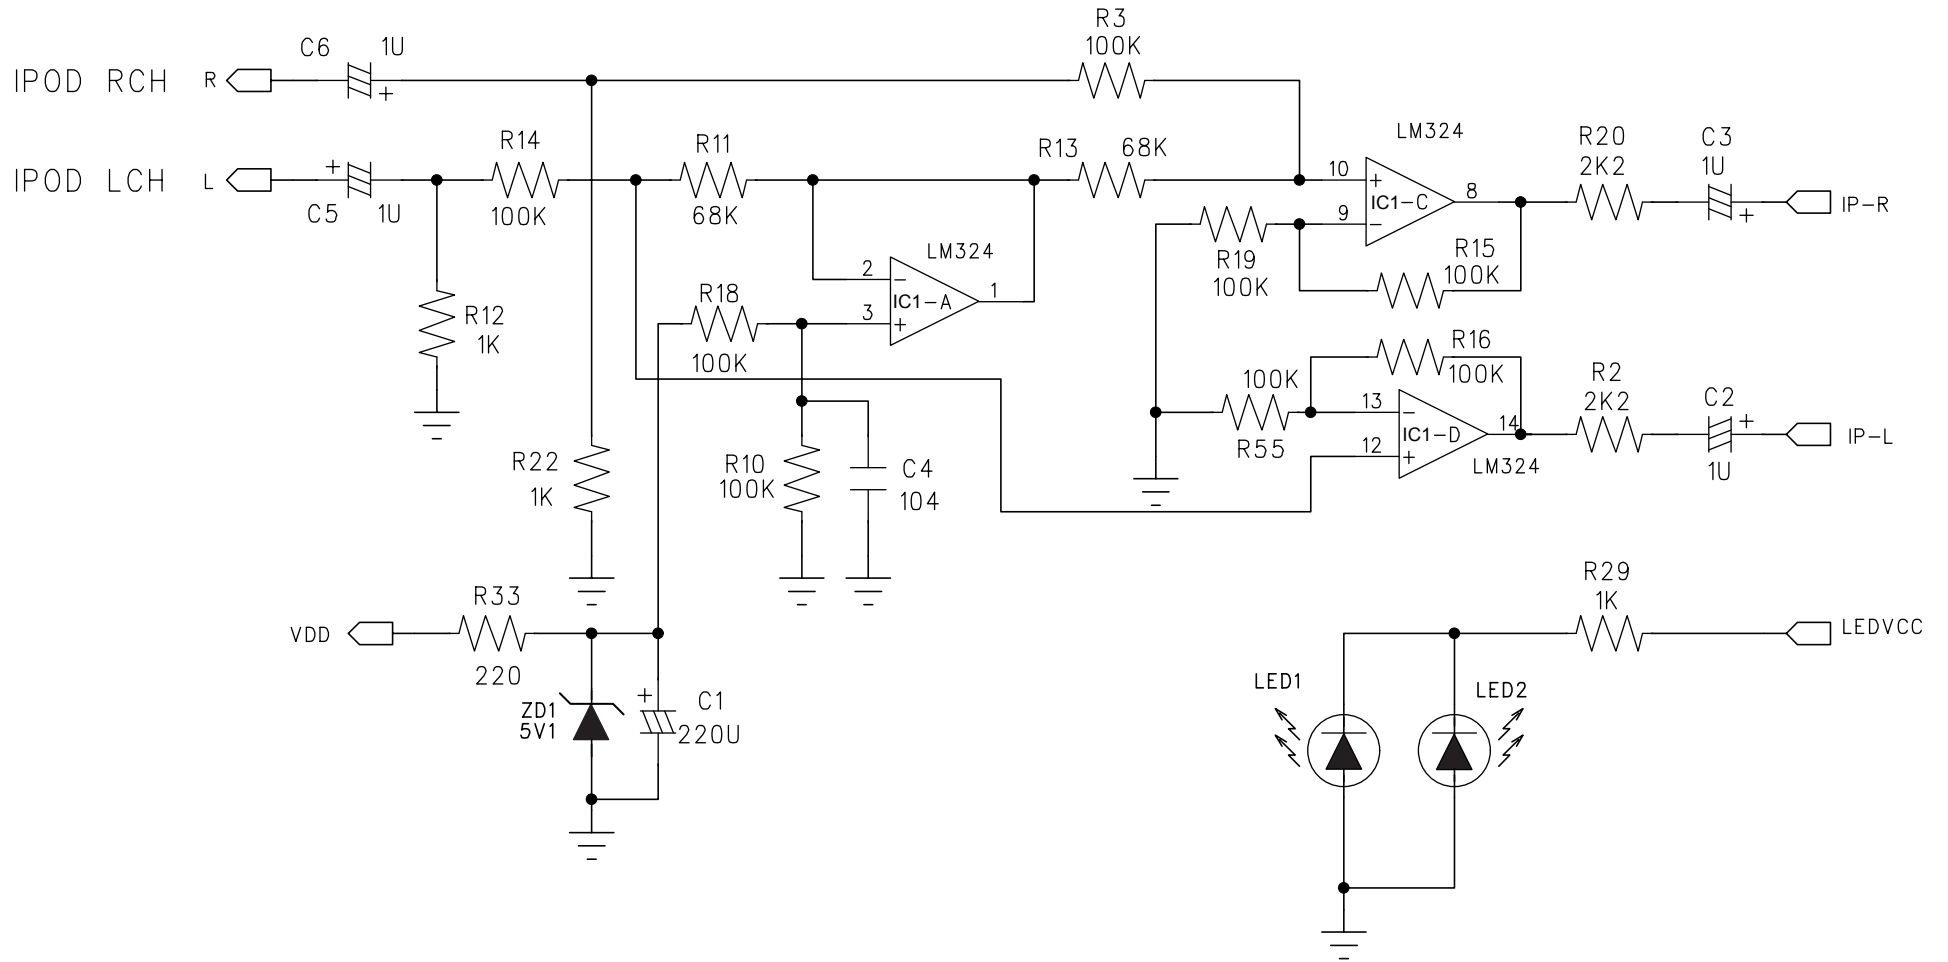 R3
100K
C6
1U
IPOD RCH
R
+
R14
R11
R13
68K
LM324
R20
2K2
C3
1U
IPOD LCH
L
+
C5
1U
100K
68K
10
+
IC1-C
8
9
-
+
IP-R
LM324
R19
100K
R15
100K
2
-
IC1-A
1
3
+
R18
100K
R12
1K
R16
100K
100K
R55
13
-
IC1-D
14
12
+
LM324
R2
2K2
C2
+
1U
IP-L
R22
1K
R10
100K
C4
104
R33
VDD
220
R29
1K
LEDVCC
ZD1
5V1
+
C1
220U
LED1
LED2